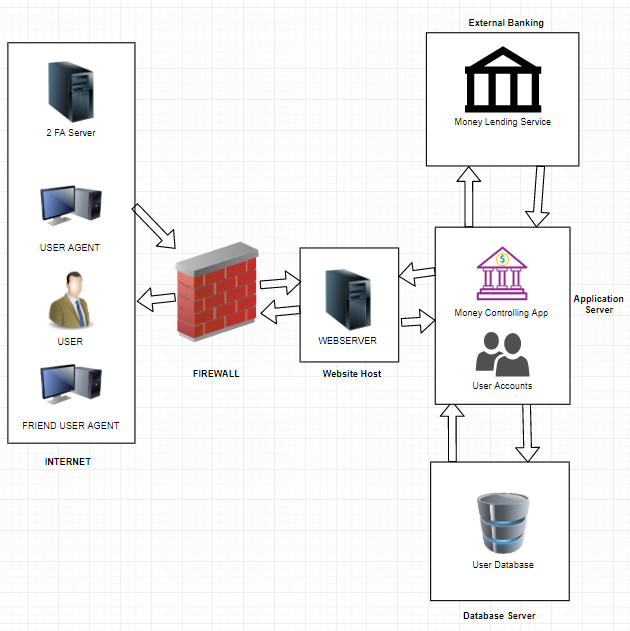 External Banking
Money Lending Service
2 FA Server
USER AGENT
USER
FRIEND USER AGENT
INTERNET
FIREWALL
WEBSERVER
Website Host
$
Money Controlling App
User Accounts
Application
Server
User Database
Database Server